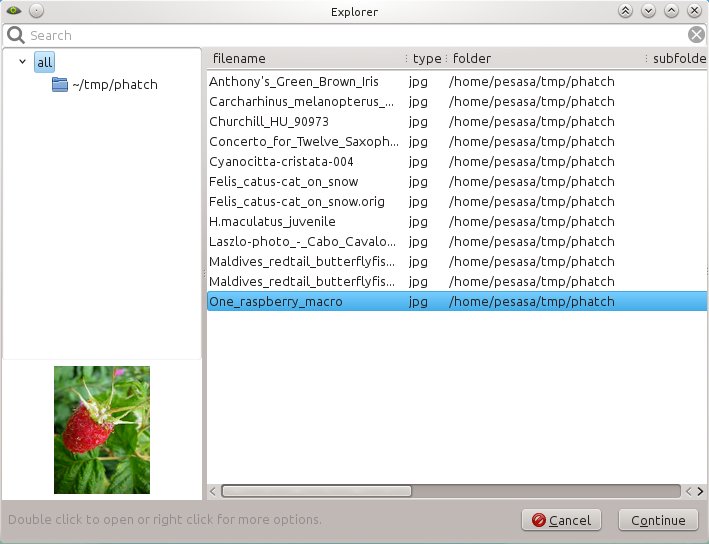 Explorer
Search
all
~/tmp/phatch
filename type folder subfolde
Anthony's_Green_Brown_Iris jpg /home/pesasa/tmp/phatch
Carcharhinus_melanopterus_... jpg /home/pesasa/tmp/phatch
Churchill_HU_90973 jpg /home/pesasa/tmp/phatch
Concerto_for_Twelve_Saxoph... jpg /home/pesasa/tmp/phatch
Cyanocitta-cristata-004 jpg /home/pesasa/tmp/phatch
Felis_catus-cat_on_snow jpg /home/pesasa/tmp/phatch
Felis_catus-cat_on_snow.orig jpg /home/pesasa/tmp/phatch
H.maculatus_juvenile jpg /home/pesasa/tmp/phatch
Laszlo-photo_-_Cabo_Cavalo... jpg /home/pesasa/tmp/phatch
Maldives_redtail_butterflyfis... jpg /home/pesasa/tmp/phatch
Maldives_redtail_butterflyfis... jpg /home/pesasa/tmp/phatch
One_raspberry_macro jpg /home/pesasa/tmp/phatch
Double click to open or right click for more options.
Cancel
Continue